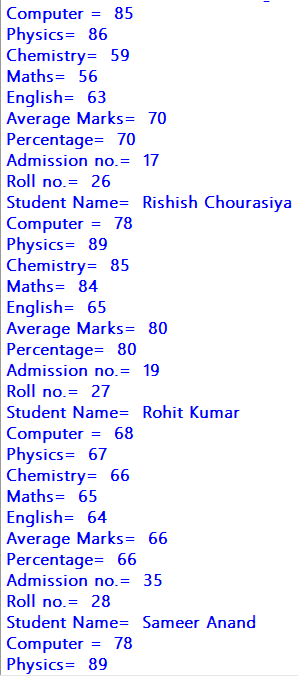 Computer =  85
Physics=  86
Chemistry=  59
Maths=  56
English=  63
Average Marks=  70
Percentage=  70
Admission no.=  17
Roll no.=  26
Student Name=  Rishish Chourasiya
Computer =  78
Physics=  89
Chemistry=  85
Maths=  84
English=  65
Average Marks=  80
Percentage=  80
Admission no.=  19
Roll no.=  27
Student Name=  Rohit Kumar
Computer =  68
Physics=  67
Chemistry=  66
Maths=  65
English=  64
Average Marks=  66
Percentage=  66
Admission no.=  35
Roll no.=  28
Student Name=  Sameer Anand
Computer =  78
Physics=  89